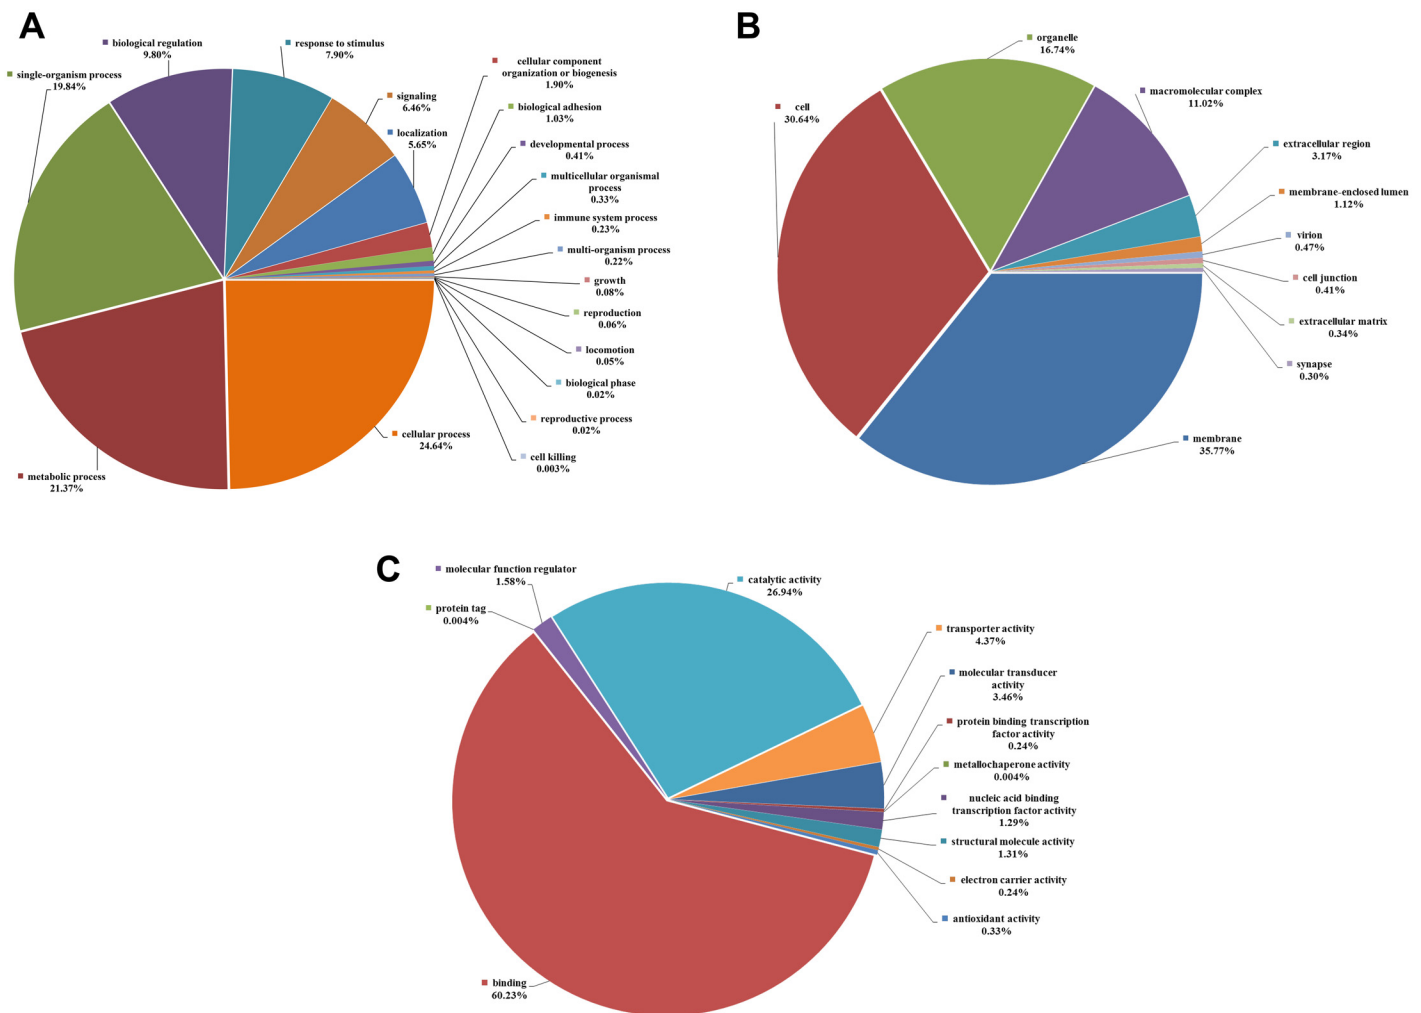 A
biological regulation
9.80%
response to stimulus
7.90%
single-organism process
19.84%
signaling
6.46%
localization
5.65%
cellular component
organization or biogenesis
1.90%
biological adhesion
1.03%
developmental process
0.41%
multicellular organismal
process
0.33%
immune system process
0.23%
multi-organism process
0.22%
growth
0.08%
reproduction
0.06%
locomotion
0.05%
biological phase
0.02%
reproductive process
0.02%
cell killing
0.003%
cellular process
24.64%
metabolic process
21.37%
B
organelle
16.74%
cell
30.64%
macromolecular complex
11.02%
extracellular region
3.17%
membrane-enclosed lumen
1.12%
virion
0.47%
cell junction
0.41%
extracellular matrix
0.34%
synapse
0.30%
membrane
35.77%
C
molecular function regulator
1.58%
protein tag
0.004%
catalytic activity
26.94%
transporter activity
4.37%
molecular transducer
activity
3.46%
protein binding transcription
factor activity
0.24%
metallochaperone activity
0.004%
nucleic acid binding
transcription factor activity
1.29%
structural molecule activity
1.31%
electron carrier activity
0.24%
antioxidant activity
0.33%
binding
60.23%